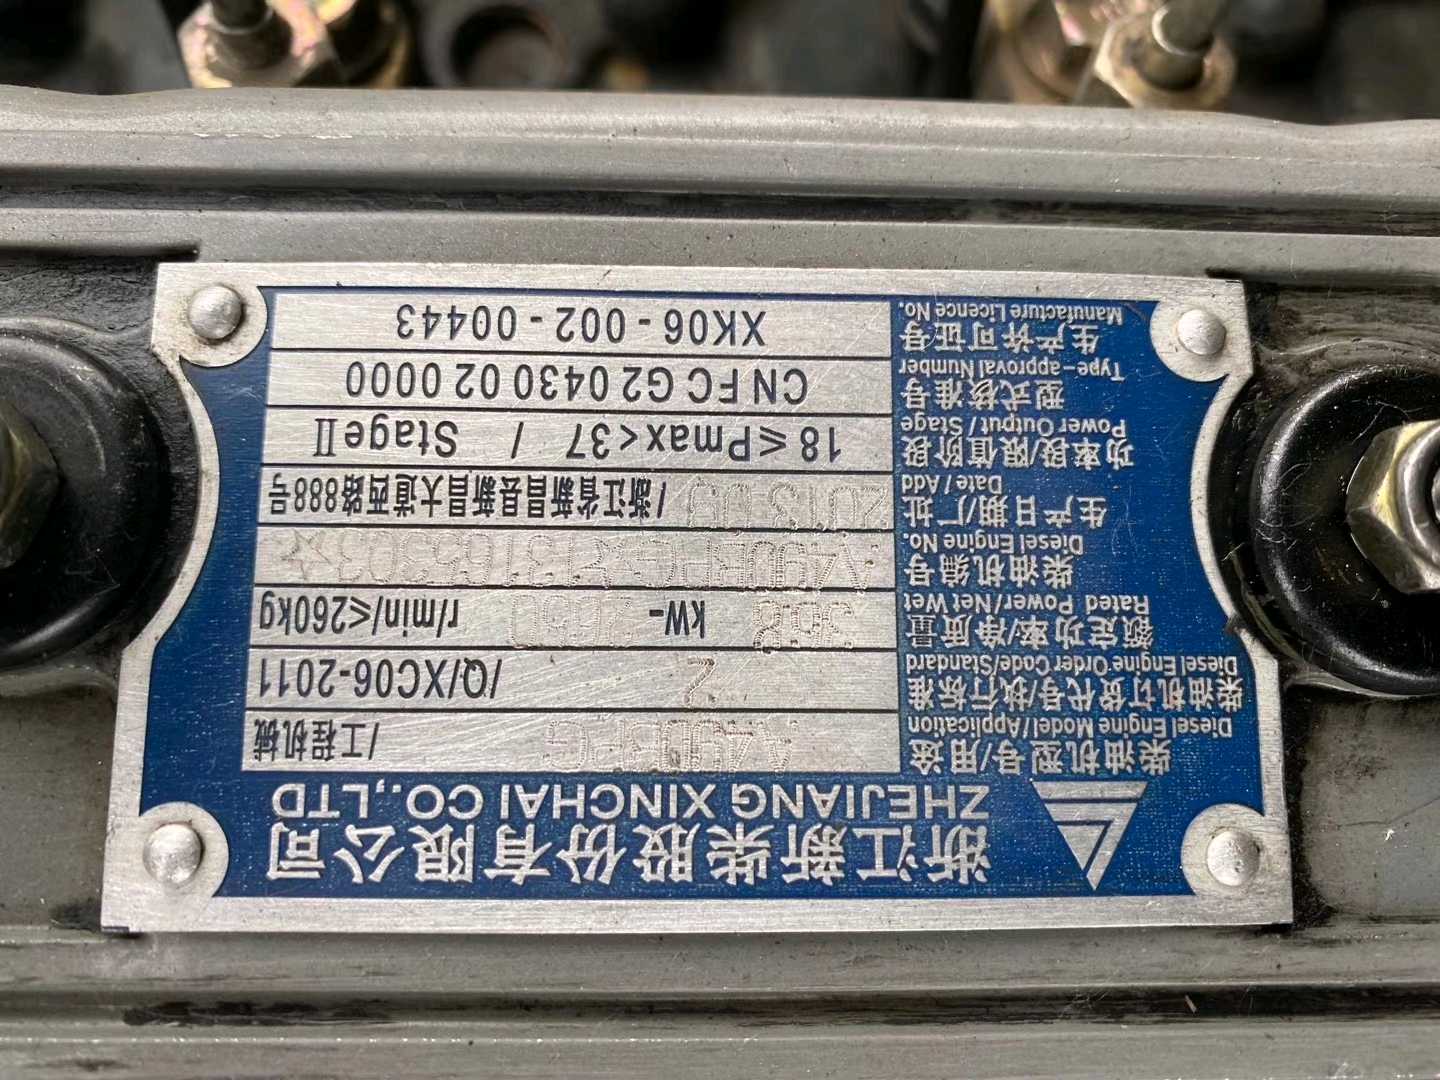 浙江新柴股份有限公司
ZHEJIANG XINCHAI CO.,LTD
柴油机型号/用途 A490BPG /工程机械
Diesel Engine Model/Application
柴油机订货代号/执行标准 Z /Q/XC06-2011
Diesel Engine Order Code/Standard
额定功率/净质量 36.8 kW- 2650 r/min/≤260kg
Rated Power/Net Wet
柴油机编号 A490BPG
Diesel Engine No.
生产日期/厂址 /浙江省新昌县新昌大道西路888号
Date/Add
功率段/限值阶段 18≤Pmax<37 / StageⅡ
Power Output/Stage
型式核准号 CN FC G2 0430 02 0000
Type-approval Number
生产许可证号 XK06-002-00443
Manufacture Licence No.